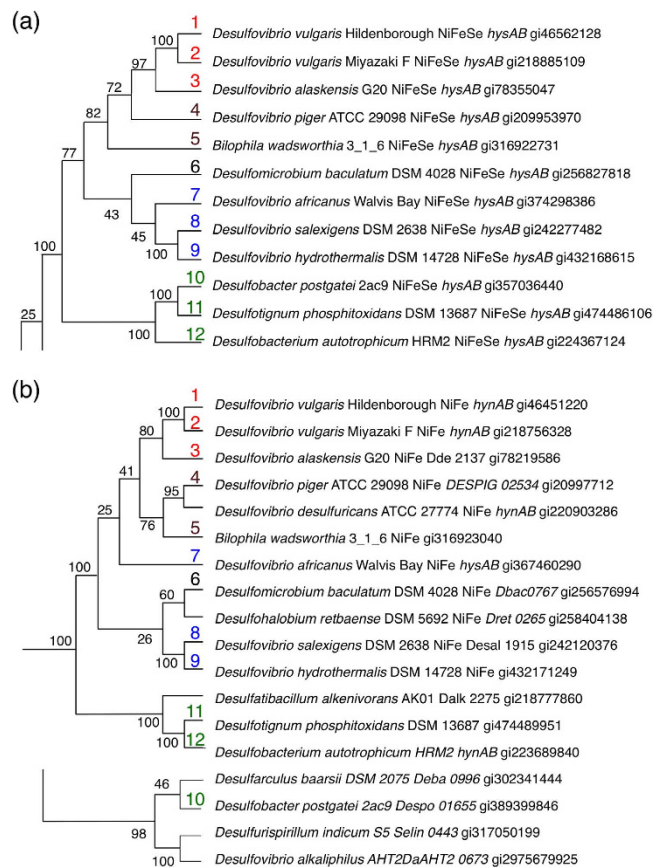 (a)
1
100
Desulfovibrio vulgaris Hildenborough NiFeSe hysAB gi46562128
2
97
Desulfovibrio vulgaris Miyazaki F NiFeSe hysAB gi218885109
3
72
Desulfovibrio alaskensis G20 NiFeSe hysAB gi78355047
4
82
Desulfovibrio piger ATCC 29098 NiFeSe hysAB gi209953970
5
77
Bilophila wadsworthia 3_1_6 NiFeSe hysAB gi316922731
6
Desulfomicrobium baculatum DSM 4028 NiFeSe hysAB gi256827818
7
43
Desulfovibrio africanus Walvis Bay NiFeSe hysAB gi374298386
8
45
Desulfovibrio salexigens DSM 2638 NiFeSe hysAB gi242277482
9
100
100
Desulfovibrio hydrothermalis DSM 14728 NiFeSe hysAB gi432168615
10
100
Desulfobacter postgatei 2ac9 NiFeSe hysAB gi357036440
11
25
Desulfotignum phosphitoxidans DSM 13687 NiFeSe hysAB gi474486106
12
100
Desulfobacterium autotrophicum HRM2 NiFeSe hysAB gi224367124
(b)
1
100
Desulfovibrio vulgaris Hildenborough NiFe hynAB gi46451220
2
80
Desulfovibrio vulgaris Miyazaki F NiFe hynAB gi218756328
3
41
Desulfovibrio alaskensis G20 NiFe Dde 2137 gi78219586
4
95
Desulfovibrio piger ATCC 29098 NiFe DESPIG 02534 gi20997712
25
Desulfovibrio desulfuricans ATCC 27774 NiFe hynAB gi220903286
5
76
Bilophila wadsworthia 3_1_6 NiFe gi316923040
7
100
Desulfovibrio africanus Walvis Bay NiFe hysAB gi367460290
6
60
Desulfomicrobium baculatum DSM 4028 NiFe Dbac0767 gi256576994
Desulfohalobium retbaense DSM 5692 NiFe Dret 0265 gi258404138
8
100
26
Desulfovibrio salexigens DSM 2638 NiFe Desal 1915 gi242120376
9
100
Desulfovibrio hydrothermalis DSM 14728 NiFe gi432171249
Desulfatibacillum alkenivorans AK01 Dalk 2275 gi218777860
11
100
Desulfotignum phosphitoxidans DSM 13687 gi474489951
12
100
Desulfobacterium autotrophicum HRM2 hynAB gi223689840
46
Desulfarculus baarsii DSM 2075 Deba 0996 gi302341444
10
Desulfobacter postgatei 2ac9 Despo 01655 gi389399846
98
Desulfurispirillum indicum S5 Selin 0443 gi317050199
100
Desulfovibrio alkaliphilus AHT2DaAHT2 0673 gi2975679925